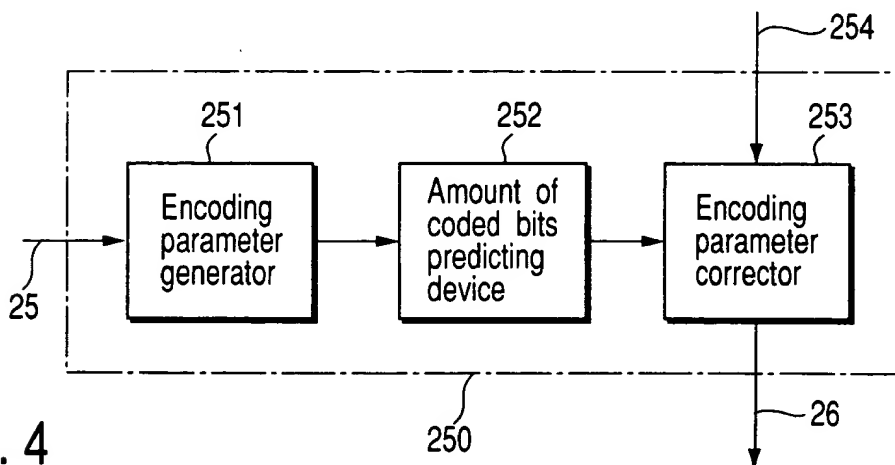 254
251
252
253
Encoding
parameter
generator
Amount of
coded bits
predicting
device
Encoding
parameter
corrector
25
250
26
. 4